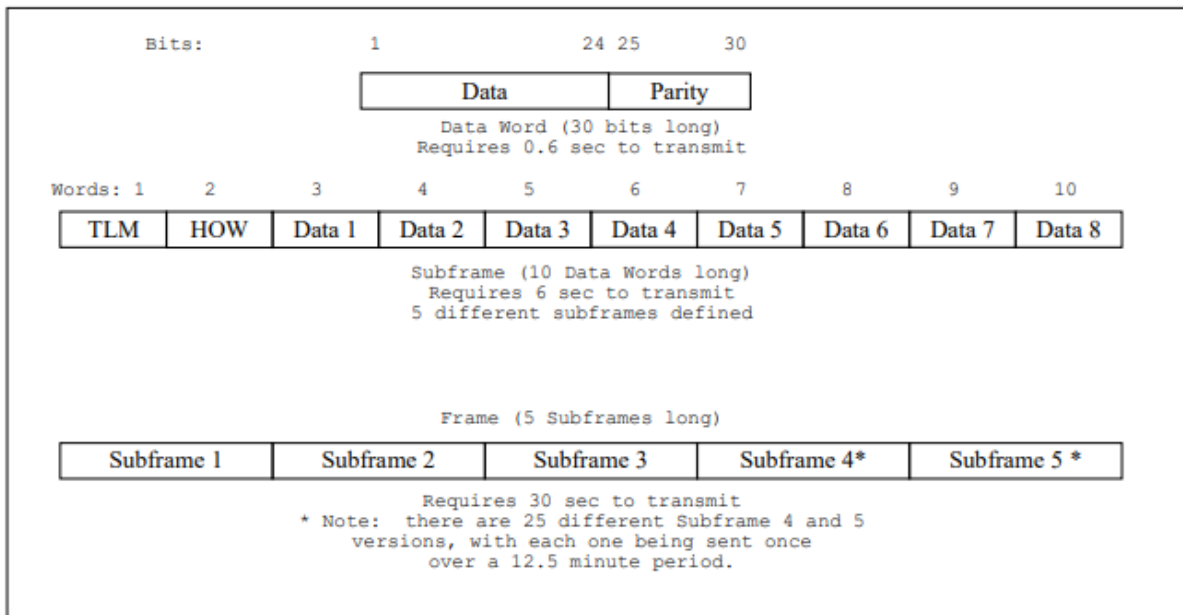 Bits: 1 24 25 30
Data Parity
Data Word (30 bits long)
Requires 0.6 sec to transmit
Words: 1 2 3 4 5 6 7 8 9 10
TLM HOW Data 1 Data 2 Data 3 Data 4 Data 5 Data 6 Data 7 Data 8
Subframe (10 Data Words long)
Requires 6 sec to transmit
5 different subframes defined
Frame (5 Subframes long)
Subframe 1 Subframe 2 Subframe 3 Subframe 4* Subframe 5 *
Requires 30 sec to transmit
* Note: there are 25 different Subframe 4 and 5
versions, with each one being sent once
over a 12.5 minute period.